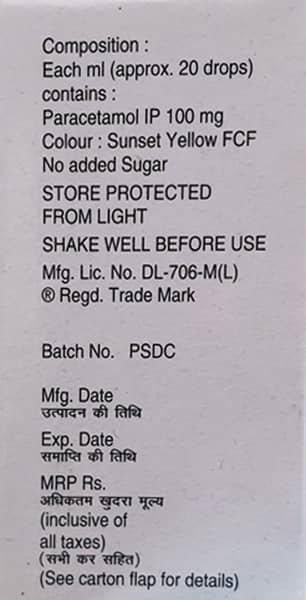 Composition :
Each ml (approx. 20 drops)
contains :
Paracetamol IP 100 mg
Colour : Sunset Yellow FCF
No added Sugar
STORE PROTECTED
FROM LIGHT
SHAKE WELL BEFORE USE
Mfg. Lic. No. DL-706-M(L)
® Regd. Trade Mark
Batch No. PSDC
Mfg. Date
उत्पादन की तिथि
Exp. Date
समाप्ति की तिथि
MRP Rs.
अधिकतम खुदरा मूल्य
(inclusive of
all taxes)
(सभी कर सहित)
(See carton flap for details)